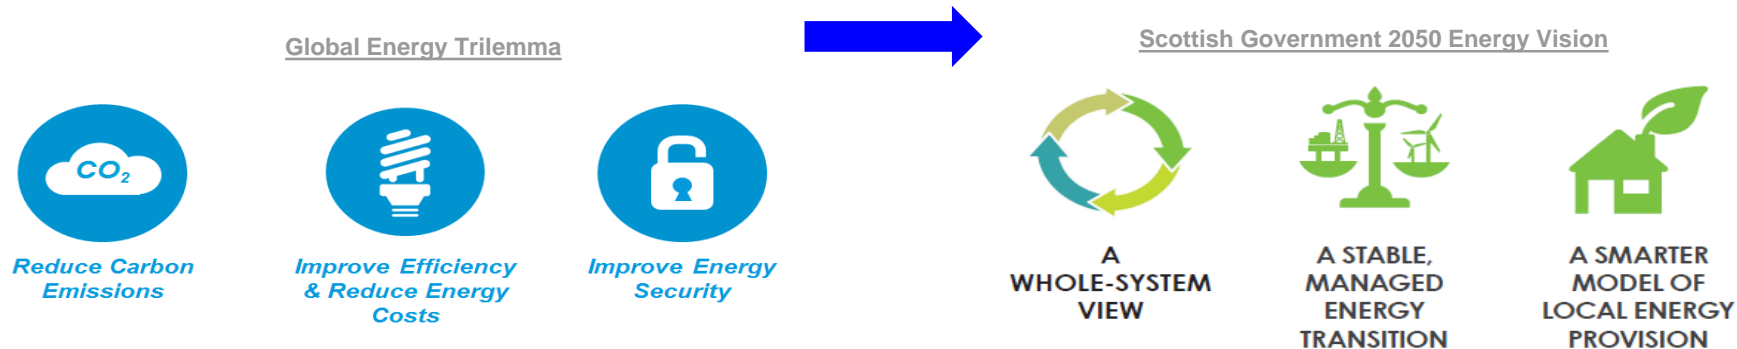 Global Energy Trilemma
CO2
Reduce Carbon
Emissions
Improve Efficiency
& Reduce Energy
Costs
Improve Energy
Security
Scottish Government 2050 Energy Vision
A
WHOLE-SYSTEM
VIEW
A STABLE,
MANAGED
ENERGY
TRANSITION
A SMARTER
MODEL OF
LOCAL ENERGY
PROVISION